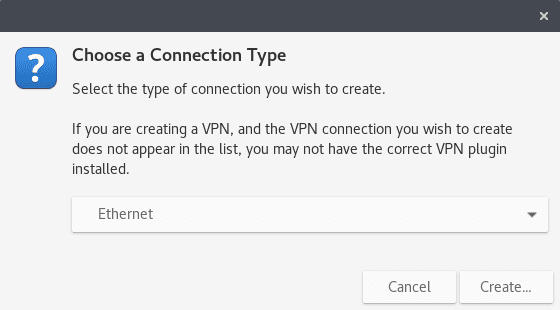 Choose a Connection Type
Select the type of connection you wish to create.
If you are creating a VPN, and the VPN connection you wish to create
does not appear in the list, you may not have the correct VPN plugin
installed.
Ethernet
Cancel
Create...